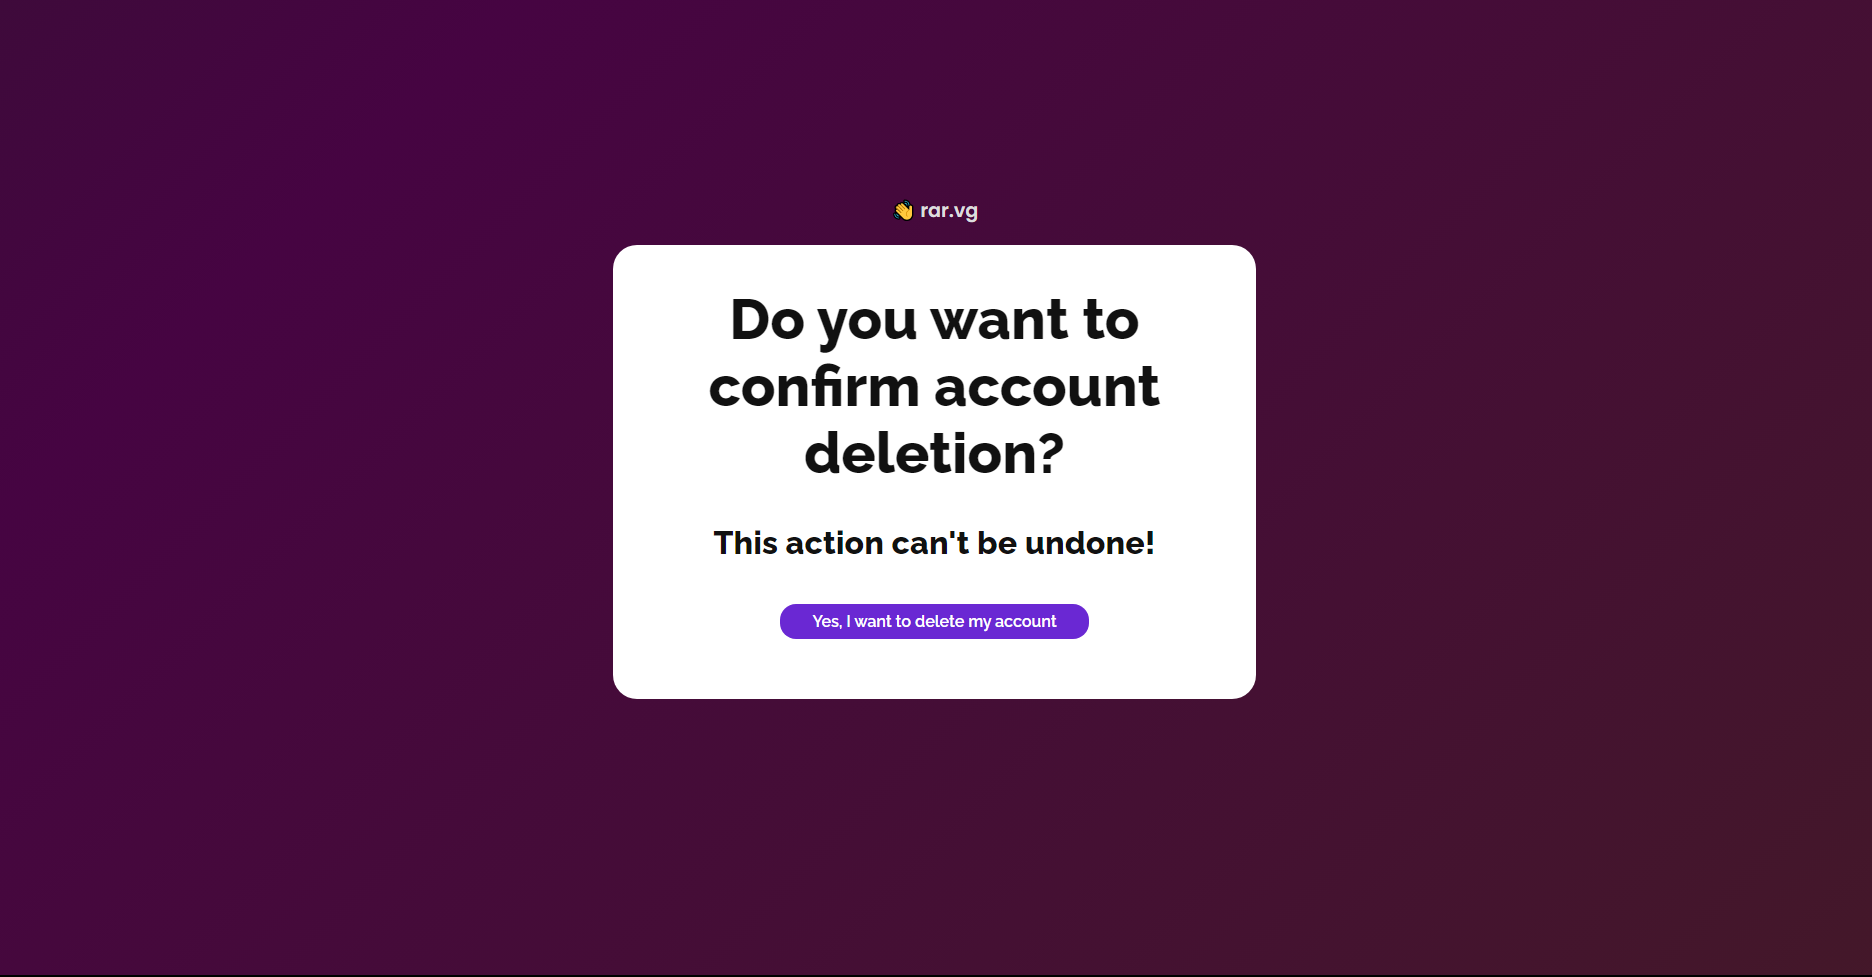 rar.vg
Do you want to
confirm account
deletion?
This action can't be undone!
Yes, I want to delete my account